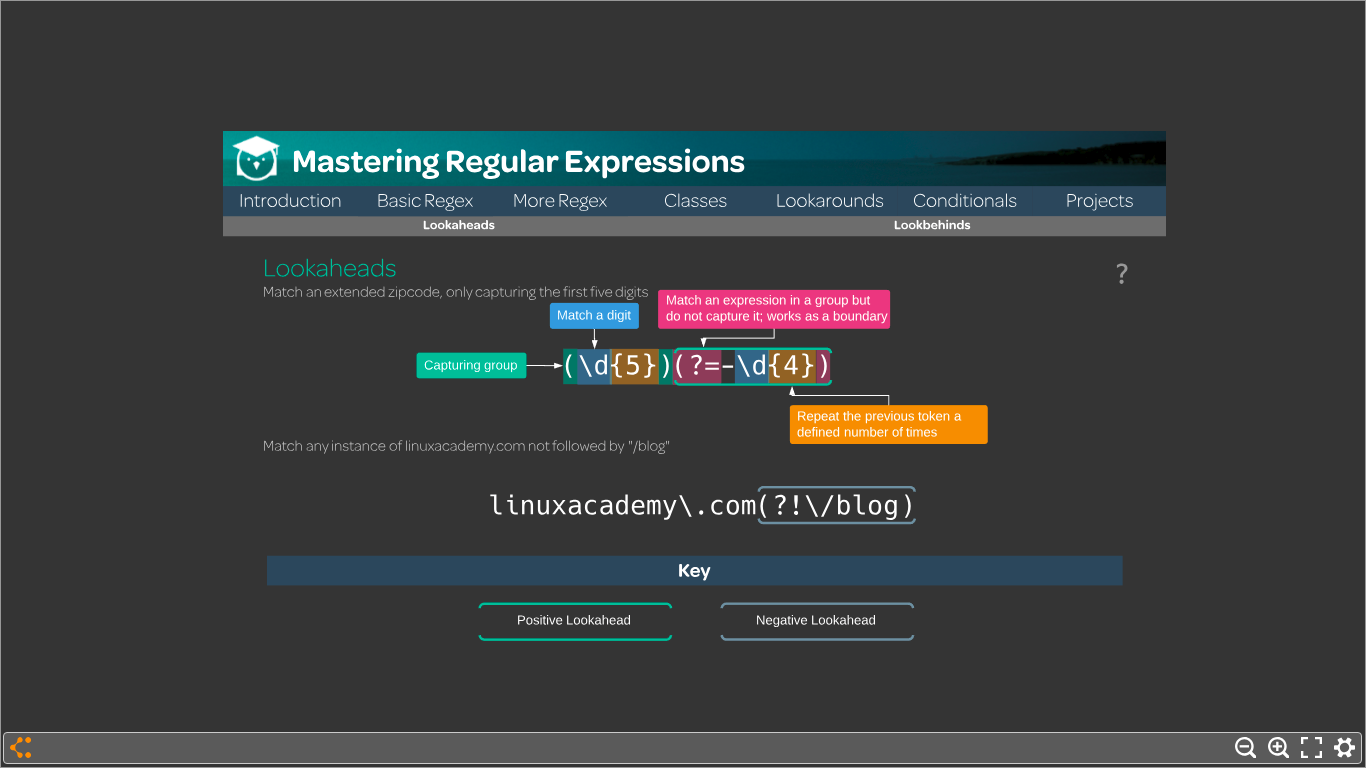 Mastering Regular Expressions
Introduction Basic Regex More Regex Classes Lookarounds Conditionals Projects
Lookaheads Lookbehinds
Lookaheads
?
Match an extended zipcode, only capturing the first five digits
Match an expression in a group but
do not capture it; works as a boundary
Match a digit
Capturing group
(\d{5})(?=-\d{4})
Repeat the previous token a
defined number of times
Match any instance of linuxacademy.com not followed by "/blog"
linuxacademy\.com(?!\/blog)
Key
Positive Lookahead Negative Lookahead